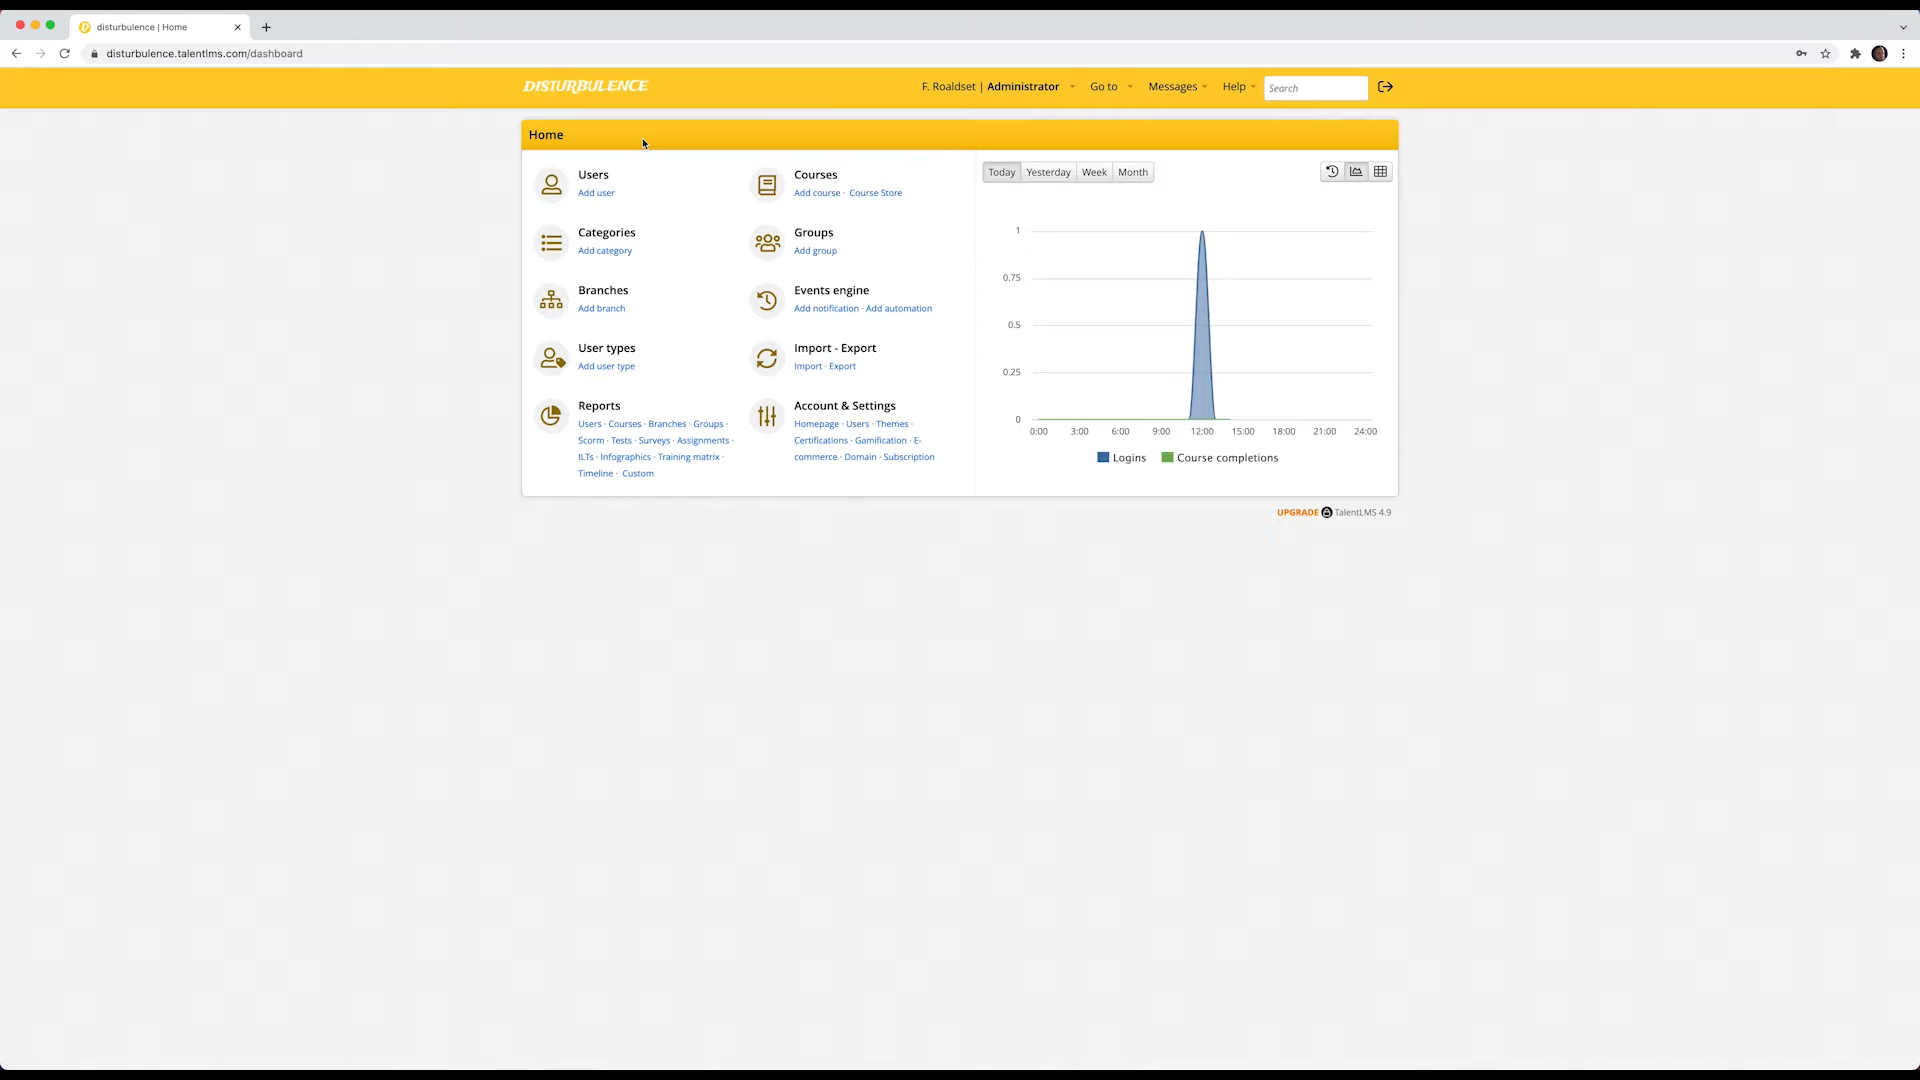 disturbulence | Home
disturbulence.talentlms.com/dashboard
DISTURBULENCE
F. Roaldset | Administrator
Go to
Messages
Help
Search
Home
Users
Add user
Courses
Add course · Course Store
Categories
Add category
Groups
Add group
Branches
Add branch
Events engine
Add notification · Add automation
User types
Add user type
Import - Export
Import · Export
Reports
Users · Courses · Branches · Groups ·
Scorm · Tests · Surveys · Assignments ·
ILTs · Infographics · Training matrix ·
Timeline · Custom
Account & Settings
Homepage · Users · Themes ·
Certifications · Gamification · E-
commerce · Domain · Subscription
Today Yesterday Week Month
1
0.75
0.5
0.25
0
0:00 3:00 6:00 9:00 12:00 15:00 18:00 21:00 24:00
Logins Course completions
UPGRADE TalentLMS 4.9